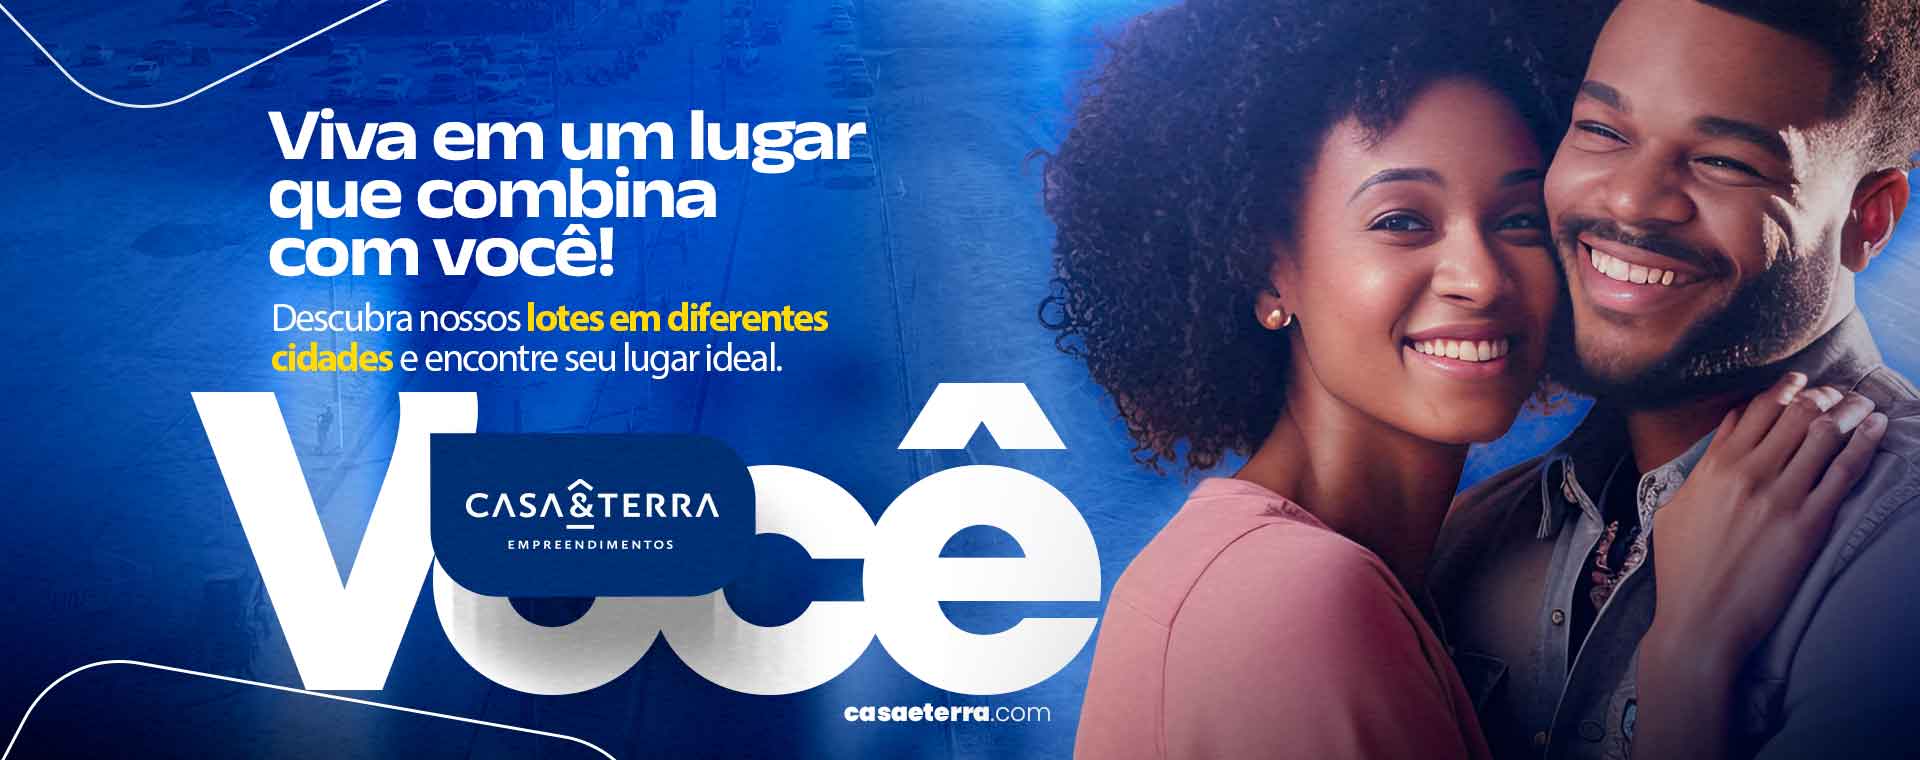 Viva em um lugar
que combina
com você!
Descubra nossos lotes em diferentes
cidades e encontre seu lugar ideal.
Você
CASA&TERRA
EMPREENDIMENTOS
casaeterra.com